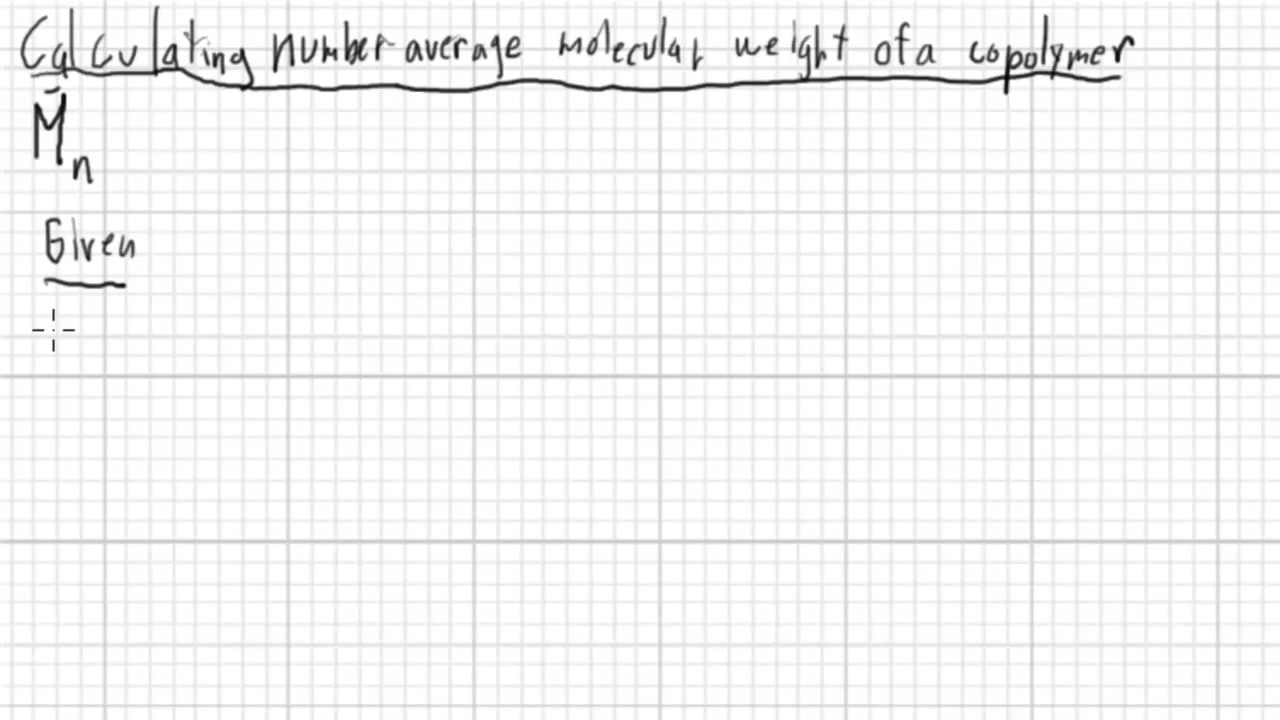 Calculating number average molecular weight of a copolymer
M̄n
Given